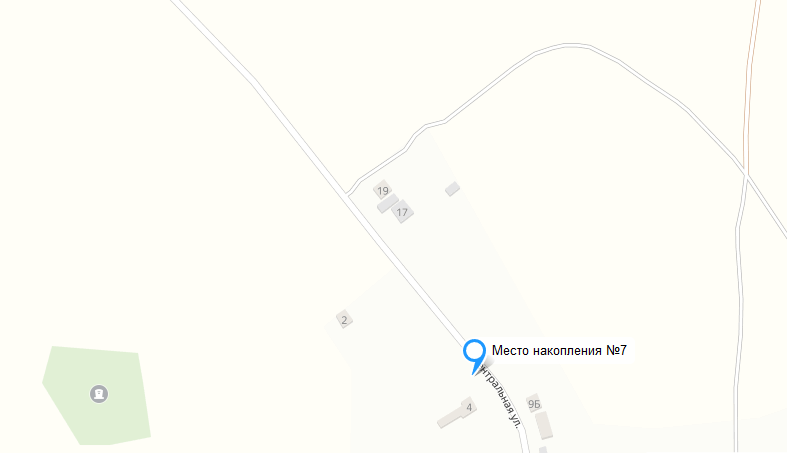 19
17
2
Место накопления №7
нтральная ул.
4
9Б